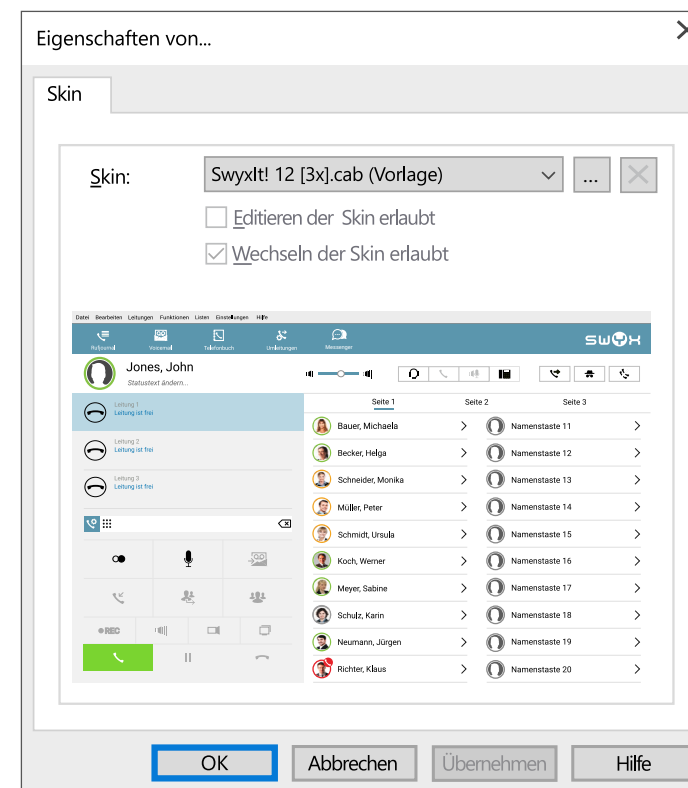 Eigenschaften von...
Skin
Skin:
SwyxIt! 12 [3x].cab (Vorlage)
...
Editieren der Skin erlaubt
Wechseln der Skin erlaubt
Datei Bearbeiten Leitungen Funktionen Listen Einstellungen Hilfe
Rufjournal Voicemail Telefonbuch Umleitungen Messenger
swyx
Jones, John
Statustext ändern...
Seite 1 Seite 2 Seite 3
Leitung 1
Leitung ist frei
Leitung 2
Leitung ist frei
Leitung 3
Leitung ist frei
REC
Bauer, Michaela Namenstaste 11
Becker, Helga Namenstaste 12
Schneider, Monika Namenstaste 13
Müller, Peter Namenstaste 14
Schmidt, Ursula Namenstaste 15
Koch, Werner Namenstaste 16
Meyer, Sabine Namenstaste 17
Schulz, Karin Namenstaste 18
Neumann, Jürgen Namenstaste 19
Richter, Klaus Namenstaste 20
OK Abbrechen Übernehmen Hilfe